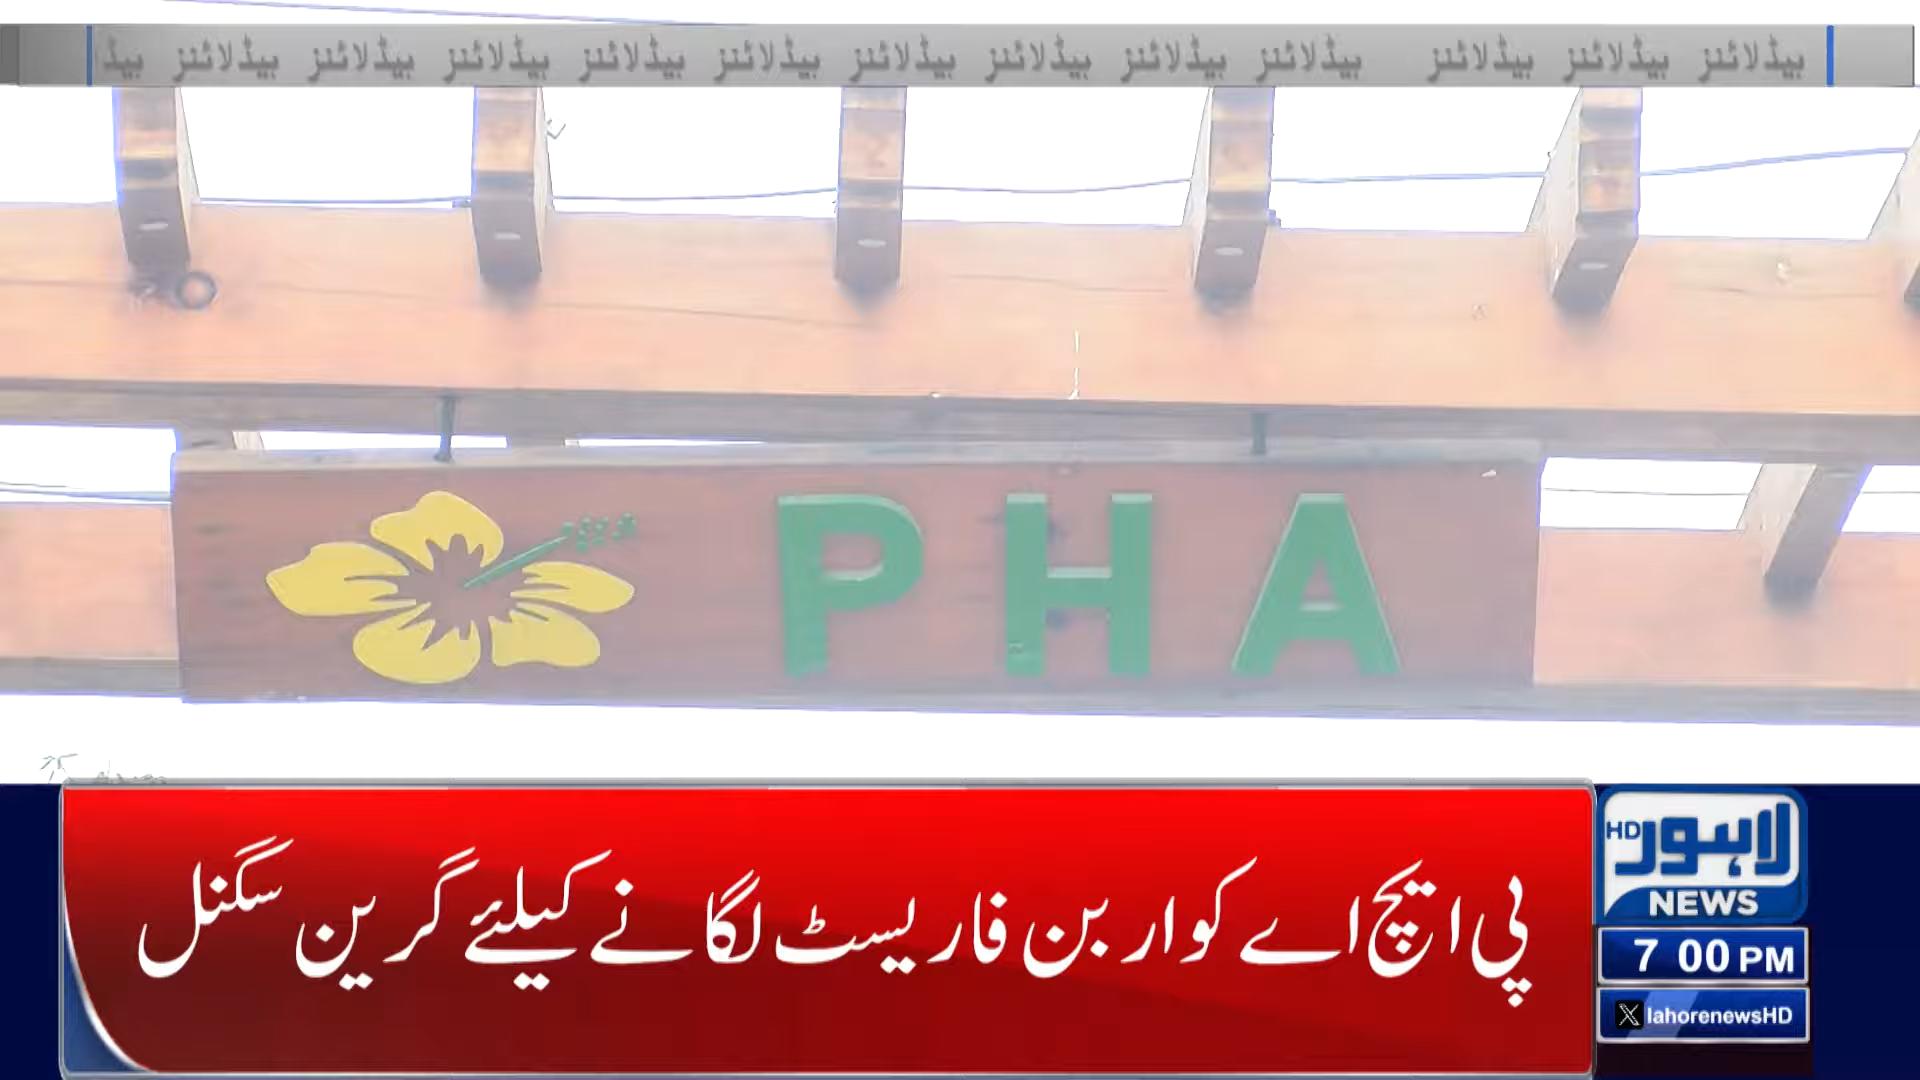 ہیڈلائنز ہیڈلائنز ہیڈلائنز ہیڈلائنز ہیڈلائنز ہیڈلائنز ہیڈلائنز ہیڈلائنز ہیڈلائنز ہیڈلائنز ہیڈلائنز ہیڈلائنز ہیڈ
PHA
پی ایچ اے کو اربن فاریسٹ لگانے کیلئے گرین سگنل
لاہور HD
NEWS
7 00 PM
X lahorenewsHD